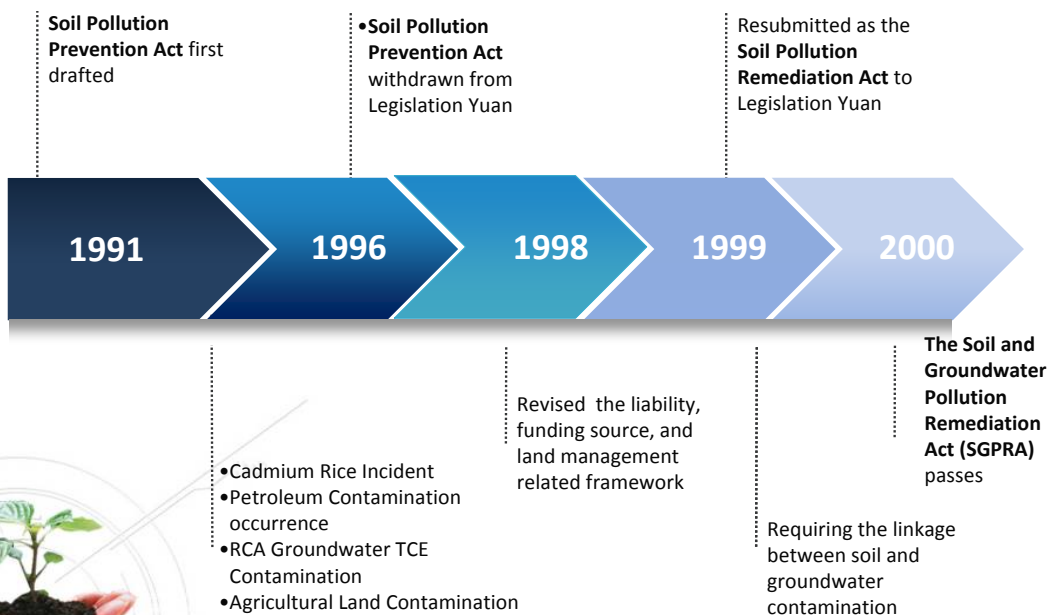 Soil Pollution
Prevention Act first
drafted
•Soil Pollution
Prevention Act
withdrawn from
Legislation Yuan
Resubmitted as the
Soil Pollution
Remediation Act to
Legislation Yuan
1991
1996
1998
1999
2000
•Cadmium Rice Incident
•Petroleum Contamination
occurrence
•RCA Groundwater TCE
Contamination
•Agricultural Land Contamination
Revised the liability,
funding source, and
land management
related framework
Requiring the linkage
between soil and
groundwater
contamination
The Soil and
Groundwater
Pollution
Remediation
Act (SGPRA)
passes